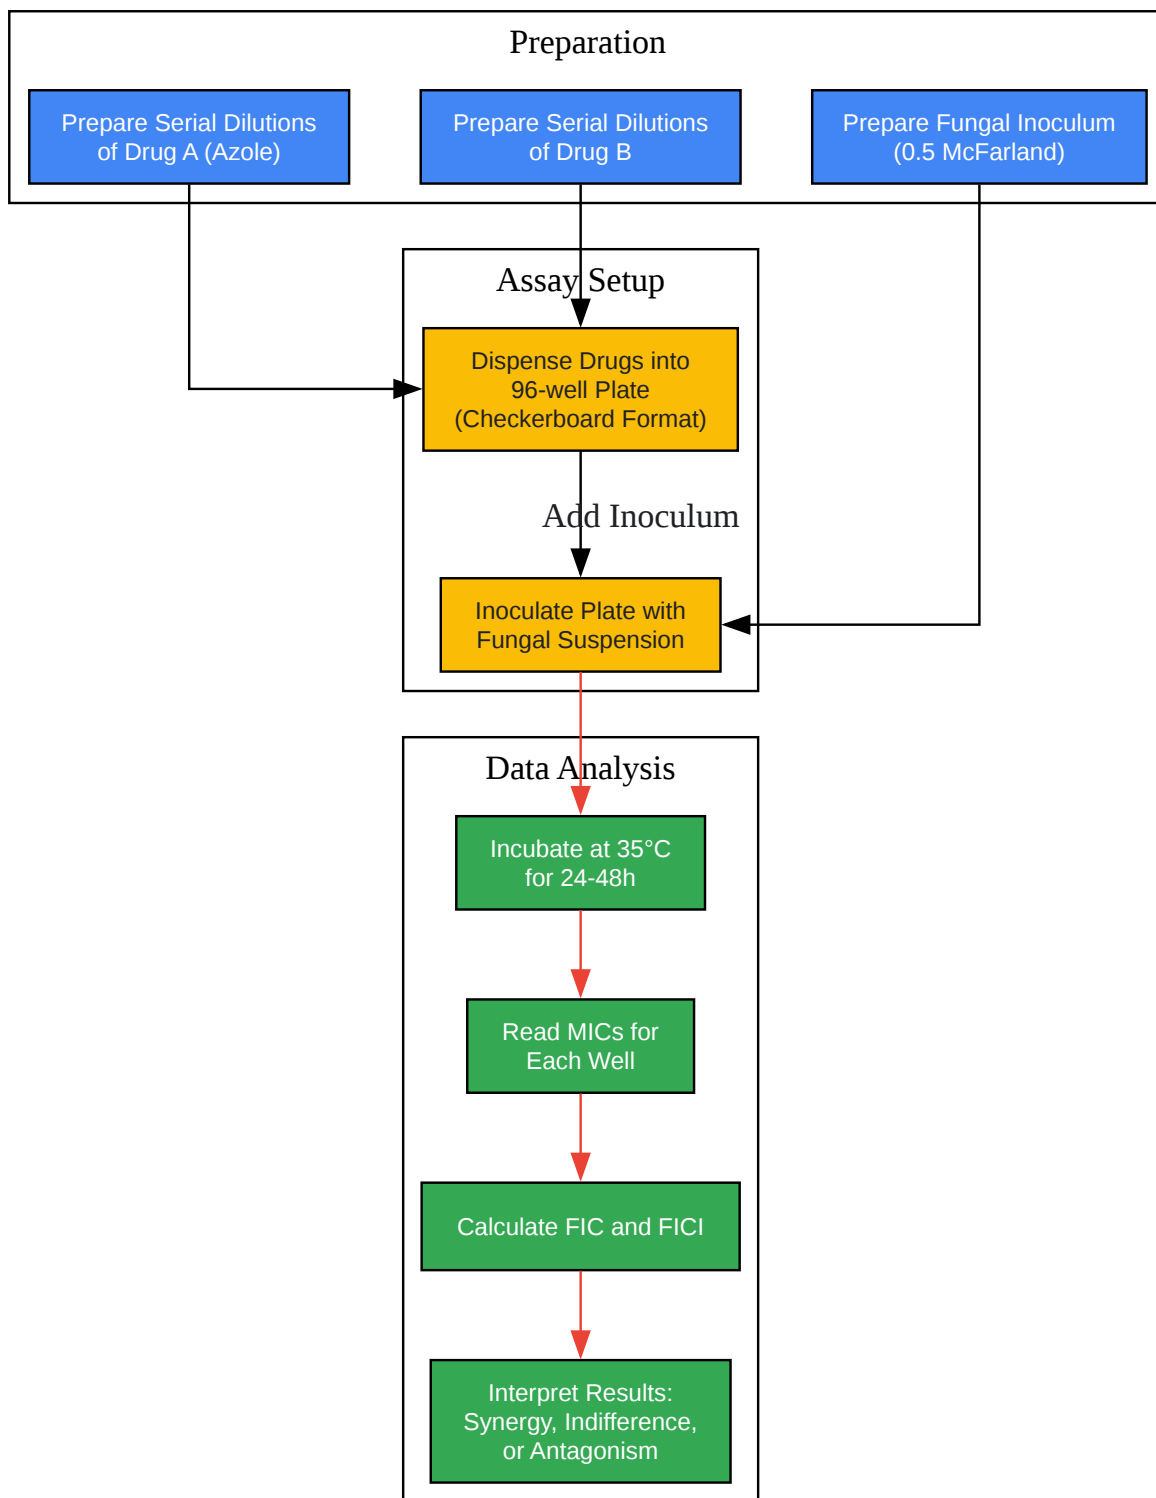 Preparation
Prepare Serial Dilutions
of Drug A (Azole)
Prepare Serial Dilutions
of Drug B
Prepare Fungal Inoculum
(0.5 McFarland)
Assay Setup
Dispense Drugs into
96-well Plate
(Checkerboard Format)
Add Inoculum
Inoculate Plate with
Fungal Suspension
Data Analysis
Incubate at 35°C
for 24-48h
Read MICs for
Each Well
Calculate FIC and FICI
Interpret Results:
Synergy, Indifference,
or Antagonism